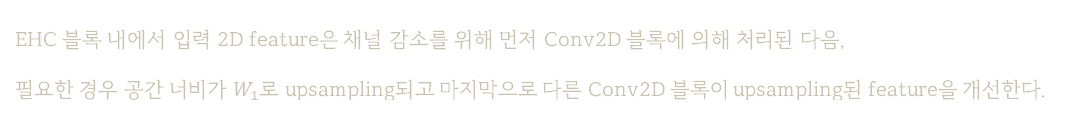 EHC 블록 내에서 입력 2D feature은 채널 감소를 위해 먼저 Conv2D 블록에 의해 처리된 다음,
필요한 경우 공간 너비가 W₁로 upsampling되고 마지막으로 다른 Conv2D 블록이 upsampling된 feature을 개선한다.